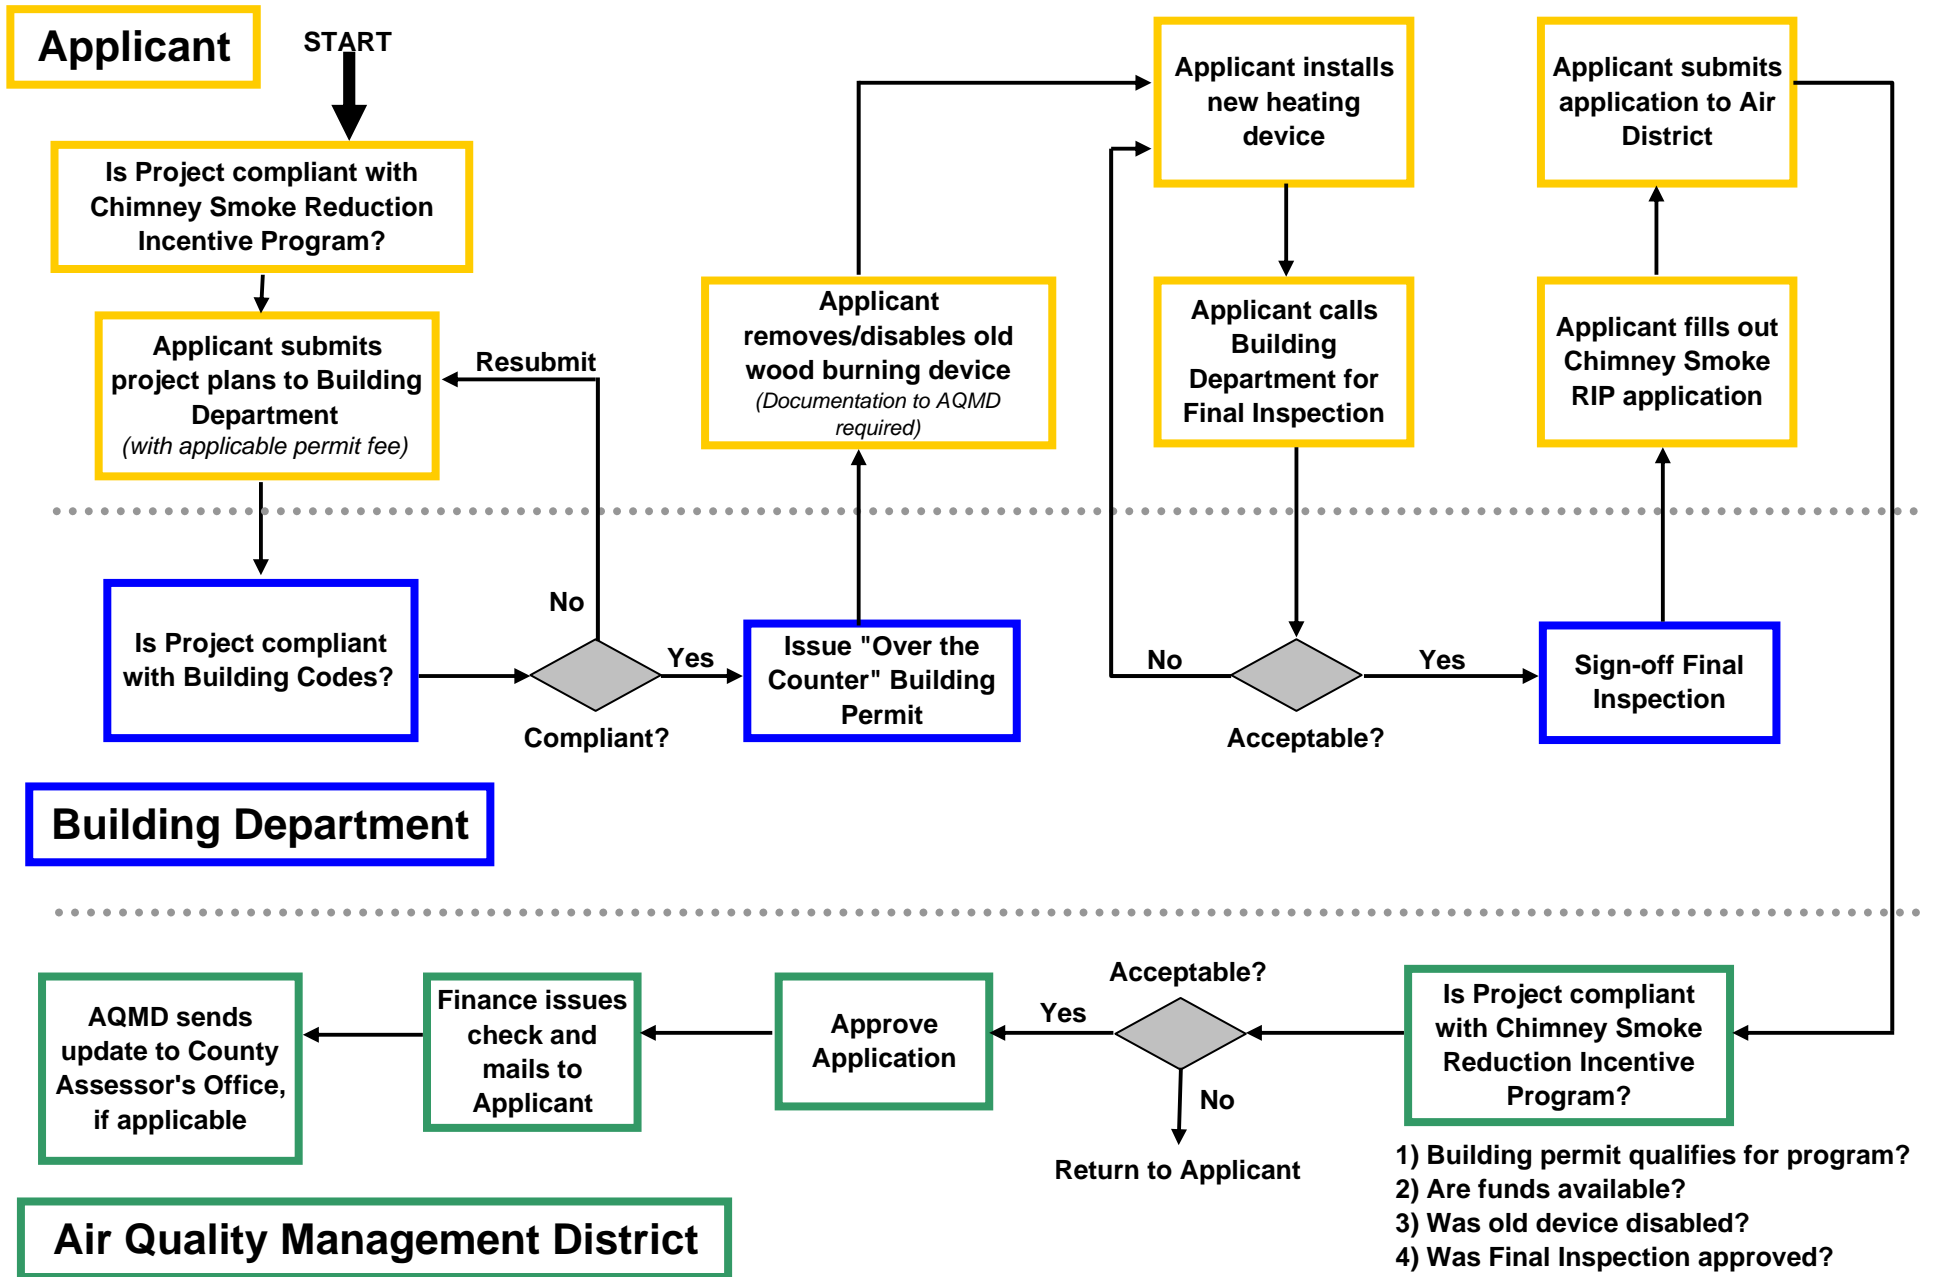 Applicant
START
Is Project compliant with
Chimney Smoke Reduction
Incentive Program?
Applicant submits
project plans to Building
Department
(with applicable permit fee)
Resubmit
Applicant
removes/disables old
wood burning device
(Documentation to AQMD
required)
Applicant installs
new heating
device
Applicant calls
Building
Department for
Final Inspection
Applicant submits
application to Air
District
Applicant fills out
Chimney Smoke
RIP application
Is Project compliant
with Building Codes?
No
Yes
Compliant?
Issue "Over the
Counter" Building
Permit
No
Yes
Acceptable?
Sign-off Final
Inspection
Building Department
AQMD sends
update to County
Assessor's Office,
if applicable
Finance issues
check and
mails to
Applicant
Approve
Application
Yes
Acceptable?
No
Return to Applicant
Is Project compliant
with Chimney Smoke
Reduction Incentive
Program?
1) Building permit qualifies for program?
2) Are funds available?
3) Was old device disabled?
4) Was Final Inspection approved?
Air Quality Management District